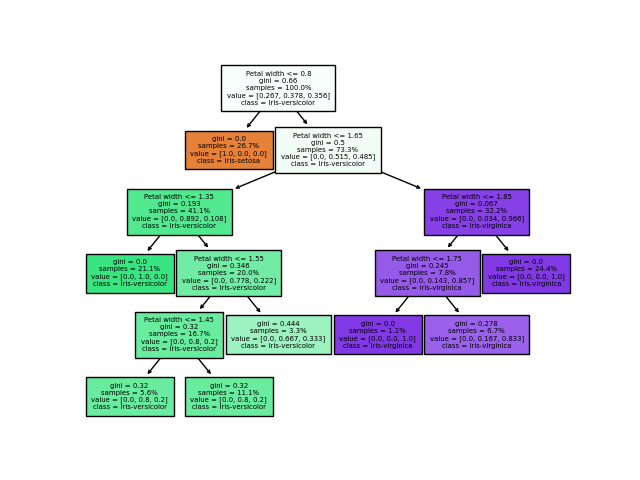 Petal width <= 0.8
gini = 0.66
samples = 100.0%
value = [0.267, 0.378, 0.356]
class = Iris-versicolor
gini = 0.0
samples = 26.7%
value = [1.0, 0.0, 0.0]
class = Iris-setosa
Petal width <= 1.65
gini = 0.5
samples = 73.3%
value = [0.0, 0.515, 0.485]
class = Iris-versicolor
Petal width <= 1.35
gini = 0.193
samples = 41.1%
value = [0.0, 0.892, 0.108]
class = Iris-versicolor
Petal width <= 1.85
gini = 0.067
samples = 32.2%
value = [0.0, 0.034, 0.966]
class = Iris-virginica
gini = 0.0
samples = 21.1%
value = [0.0, 1.0, 0.0]
class = Iris-versicolor
Petal width <= 1.55
gini = 0.346
samples = 20.0%
value = [0.0, 0.778, 0.222]
class = Iris-versicolor
Petal width <= 1.75
gini = 0.245
samples = 7.8%
value = [0.0, 0.143, 0.857]
class = Iris-virginica
gini = 0.0
samples = 24.4%
value = [0.0, 0.0, 1.0]
class = Iris-virginica
Petal width <= 1.45
gini = 0.32
samples = 16.7%
value = [0.0, 0.8, 0.2]
class = Iris-versicolor
gini = 0.444
samples = 3.3%
value = [0.0, 0.667, 0.333]
class = Iris-versicolor
gini = 0.0
samples = 1.1%
value = [0.0, 0.0, 1.0]
class = Iris-virginica
gini = 0.278
samples = 6.7%
value = [0.0, 0.167, 0.833]
class = Iris-virginica
gini = 0.32
samples = 5.6%
value = [0.0, 0.8, 0.2]
class = Iris-versicolor
gini = 0.32
samples = 11.1%
value = [0.0, 0.8, 0.2]
class = Iris-versicolor